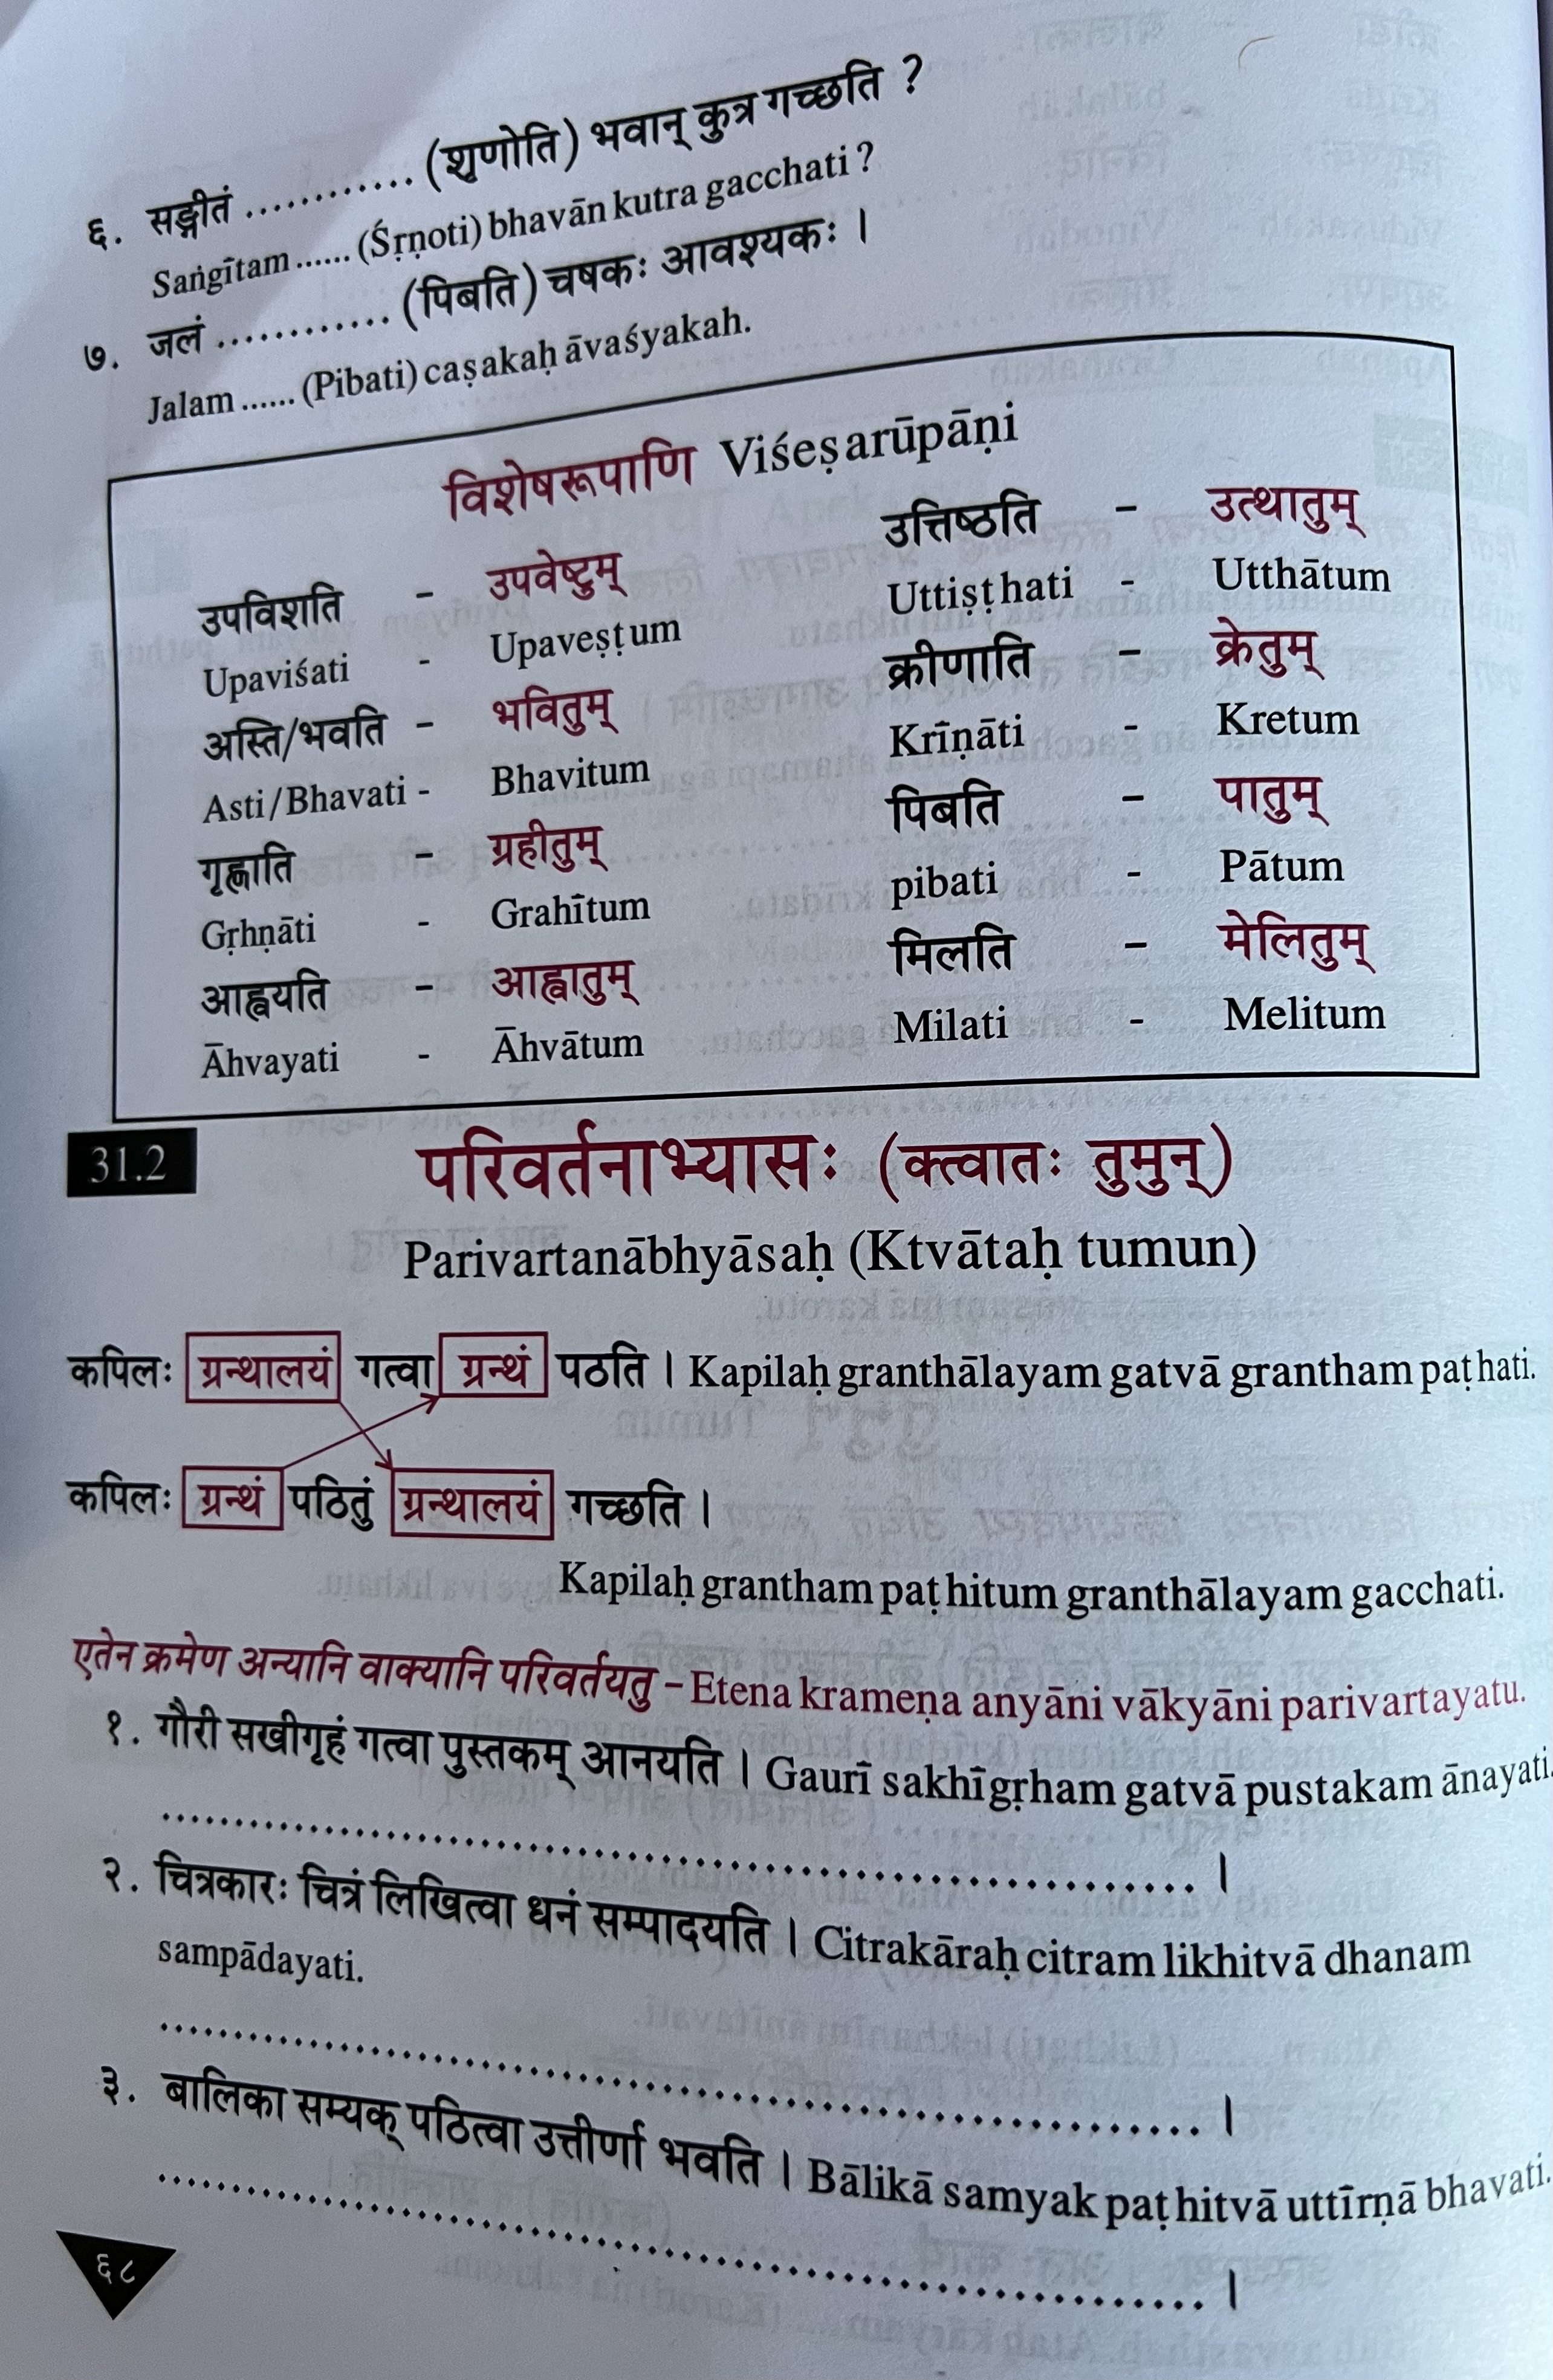 ६. सङ्गीतं ............ (शृणोति) भवान् कुत्र गच्छति ?
Saṅgītam ...... (Śṛṇoti) bhavān kutra gacchati ?
७. जलं ............ (पिबति) चषकः आवश्यकः ।
Jalam ...... (Pibati) caṣakaḥ āvaśyakah.
विशेषरूपाणि Viśeṣarūpāṇi
उपविशति - उपवेष्टुम् उत्तिष्ठति - उत्थातुम्
Upaviśati - Upaveṣṭum Uttiṣṭhati - Utthātum
अस्ति/भवति - भवितुम् क्रीणाति - क्रेतुम्
Asti/Bhavati - Bhavitum Krīṇāti - Kretum
गृह्णाति - ग्रहीतुम् पिबति - पातुम्
Gṛhṇāti - Grahītum pibati - Pātum
आह्वयति - आह्वातुम् मिलति - मेलितुम्
Āhvayati - Āhvātum Milati - Melitum
31.2 परिवर्तनाभ्यासः (क्त्वातः तुमुन्)
Parivartanābhyāsaḥ (Ktvātaḥ tumun)
कपिलः ग्रन्थालयं गत्वा ग्रन्थं पठति । Kapilaḥ granthālayam gatvā grantham paṭhati.
कपिलः ग्रन्थं पठितुं ग्रन्थालयं गच्छति ।
Kapilaḥ grantham paṭhitum granthālayam gacchati.
एतेन क्रमेण अन्यानि वाक्यानि परिवर्तयतु - Etena krameṇa anyāni vākyāni parivartayatu.
१. गौरी सखीगृहं गत्वा पुस्तकम् आनयति । Gaurī sakhīgṛham gatvā pustakam ānayati.
............................................................ ।
२. चित्रकारः चित्रं लिखित्वा धनं सम्पादयति । Citrakāraḥ citram likhitvā dhanam
sampādayati.
............................................................ ।
३. बालिका सम्यक् पठित्वा उत्तीर्णा भवति । Bālikā samyak paṭhitvā uttīrṇā bhavati.
............................................................ ।
६८